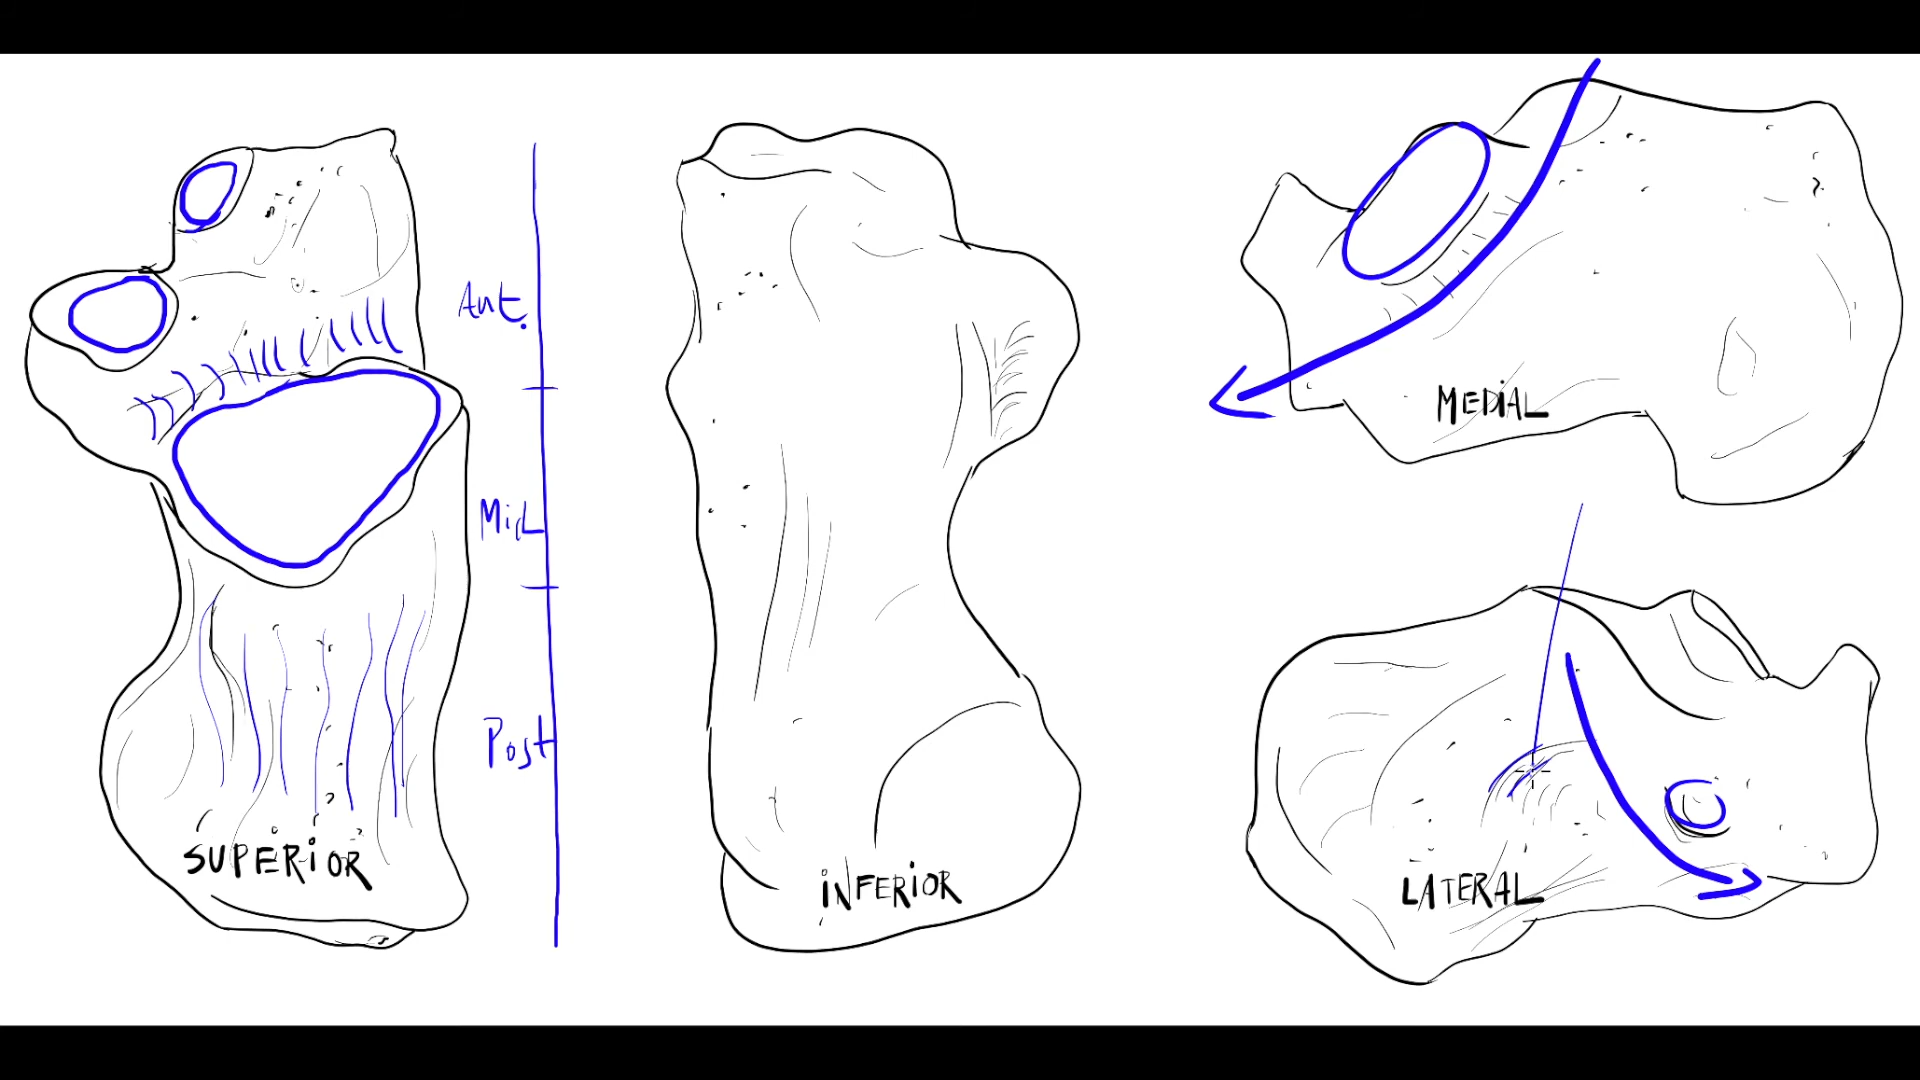 Ant.
Mid
Post
SUPERIOR
INFERIOR
MEDIAL
LATERAL